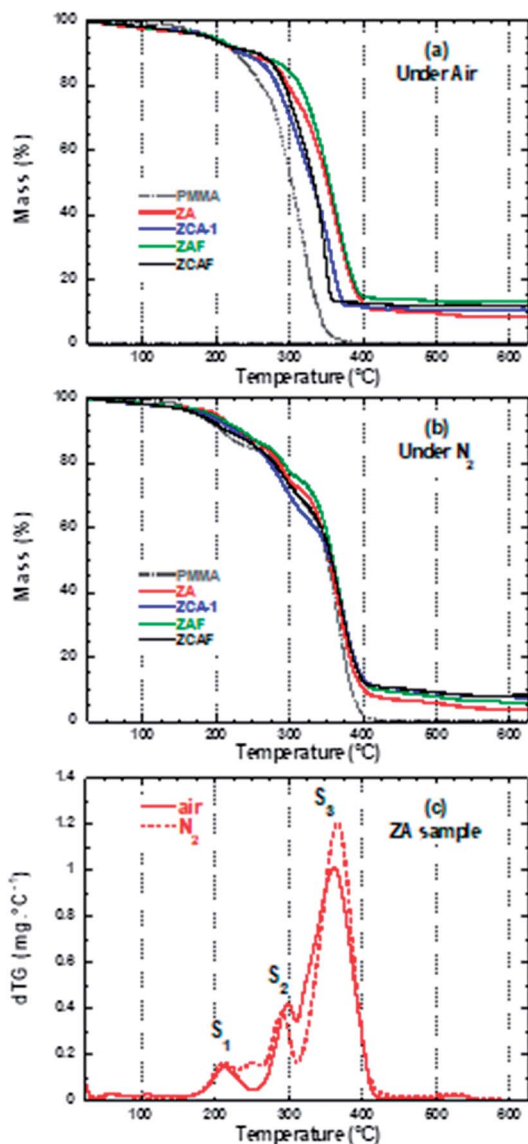 100
(a)
Under Air
80
60
Mass (%)
40
PMMA
ZA
ZCA-1
ZAF
ZCAF
20
0
100 200 300 400 500 600
Temperature (°C)
100
(b)
Under N2
80
60
Mass (%)
40
PMMA
ZA
ZCA-1
ZAF
ZCAF
20
0
100 200 300 400 500 600
Temperature (°C)
1.4
air
N2
S3
(c)
ZA sample
1.2
1
0.8
dTG (mg.°C-1)
0.6
S2
0.4
S1
0.2
0
100 200 300 400 500 600
Temperature (°C)